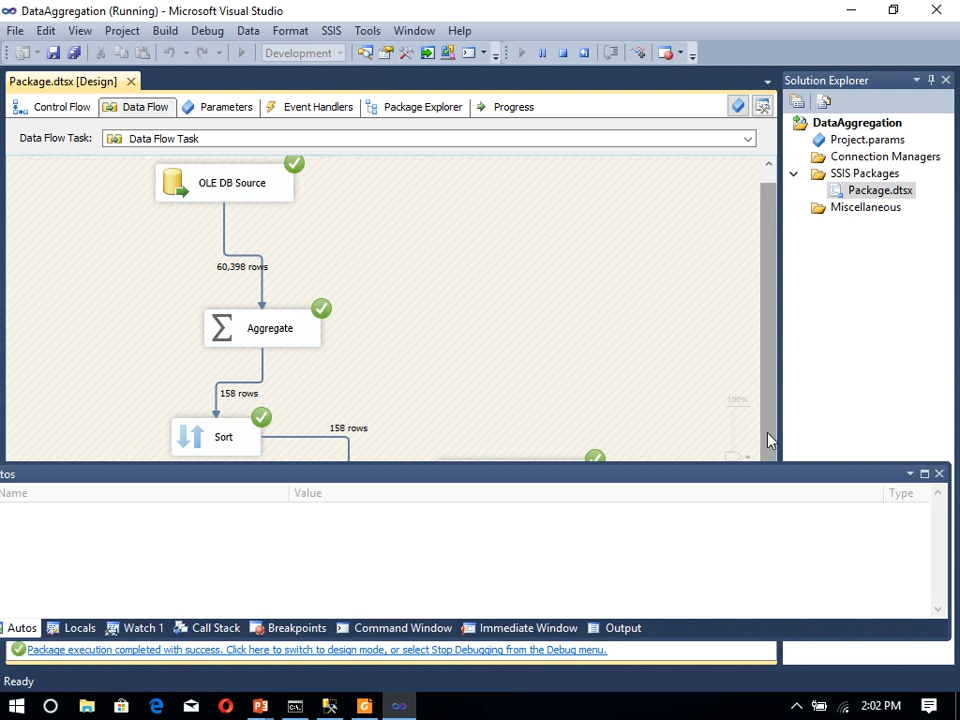 DataAggregation (Running) - Microsoft Visual Studio
File Edit View Project Build Debug Team Data Format SSIS Tools Window Help
Development
Package.dtsx [Design]
Control Flow Data Flow Parameters Event Handlers Package Explorer Progress
Data Flow Task: Data Flow Task
OLE DB Source
60,398 rows
Aggregate
158 rows
Sort
158 rows
100%
Solution Explorer
DataAggregation
Project.params
Connection Managers
SSIS Packages
Package.dtsx
Miscellaneous
tos
Name Value Type
Autos Locals Watch 1 Call Stack Breakpoints Command Window Immediate Window Output
Package execution completed with success. Click here to switch to design mode, or select Stop Debugging from the Debug menu.
Ready
2:02 PM